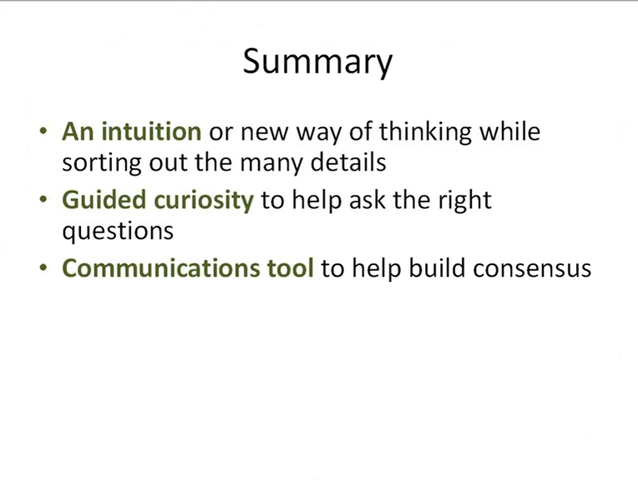 Summary
• An intuition or new way of thinking while
sorting out the many details
• Guided curiosity to help ask the right
questions
• Communications tool to help build consensus